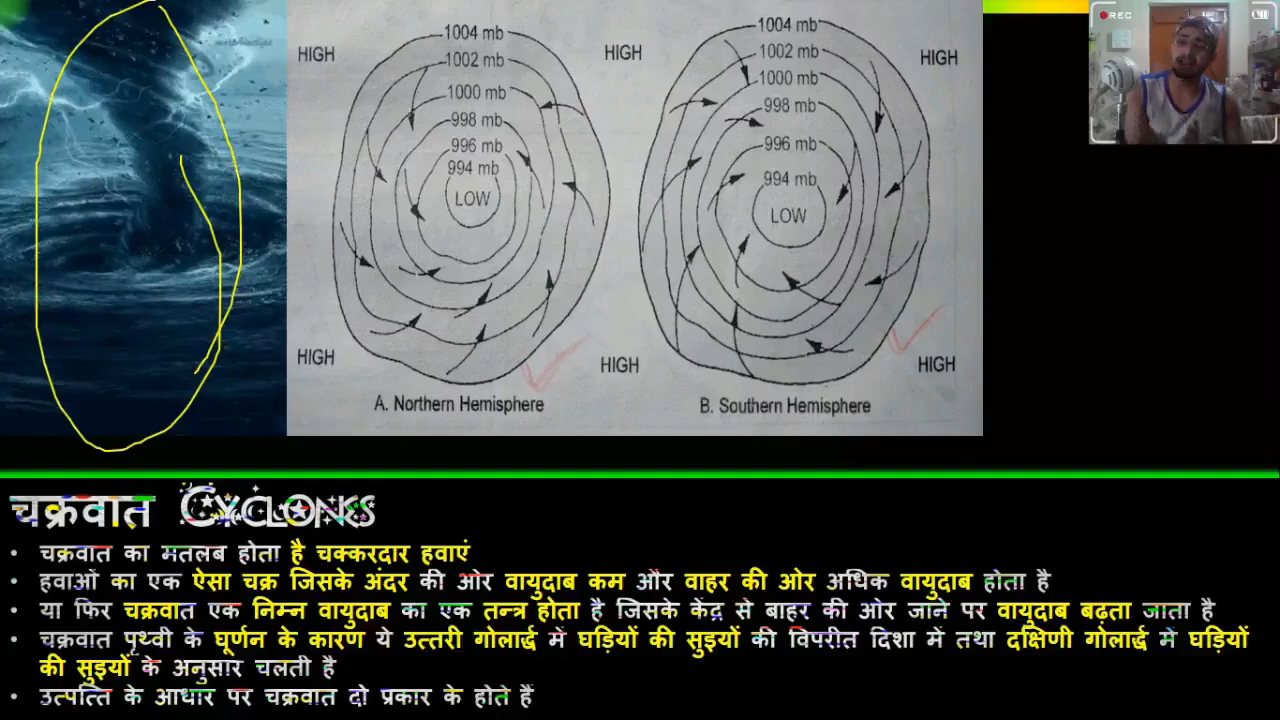 REC
1004 mb
1002 mb
1000 mb
998 mb
996 mb
994 mb
LOW
HIGH
HIGH
HIGH
HIGH
A. Northern Hemisphere
1004 mb
1002 mb
1000 mb
998 mb
996 mb
994 mb
LOW
HIGH
HIGH
B. Southern Hemisphere
चक्रवात CYCLONES
• चक्रवात का मतलब होता है चक्करदार हवाएं
• हवाओं का एक ऐसा चक्र जिसके अंदर की ओर वायुदाब कम और वाहर की ओर अधिक वायुदाब होता है
• या फिर चक्रवात एक निम्न वायुदाब का एक तन्त्र होता है जिसके केंद्र से बाहर की ओर जाने पर वायुदाब बढ़ता जाता है
• चक्रवात पृथ्वी के घूर्णन के कारण ये उत्तरी गोलार्द्ध में घड़ियों की सुइयों की विपरीत दिशा में तथा दक्षिणी गोलार्द्ध में घड़ियों
की सुइयों के अनुसार चलती है
• उत्पत्ति के आधार पर चक्रवात दो प्रकार के होते हैं